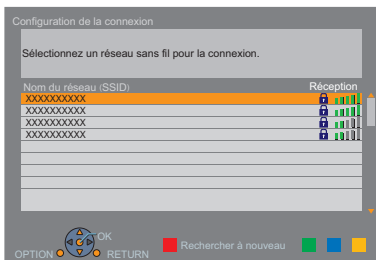 Configuration de la connexion
Sélectionnez un réseau sans fil pour la connexion.
Nom du réseau (SSID) Réception
XXXXXXXXXX
XXXXXXXXXX
XXXXXXXXXX
XXXXXXXXXX
OK
OPTION RETURN
Rechercher à nouveau